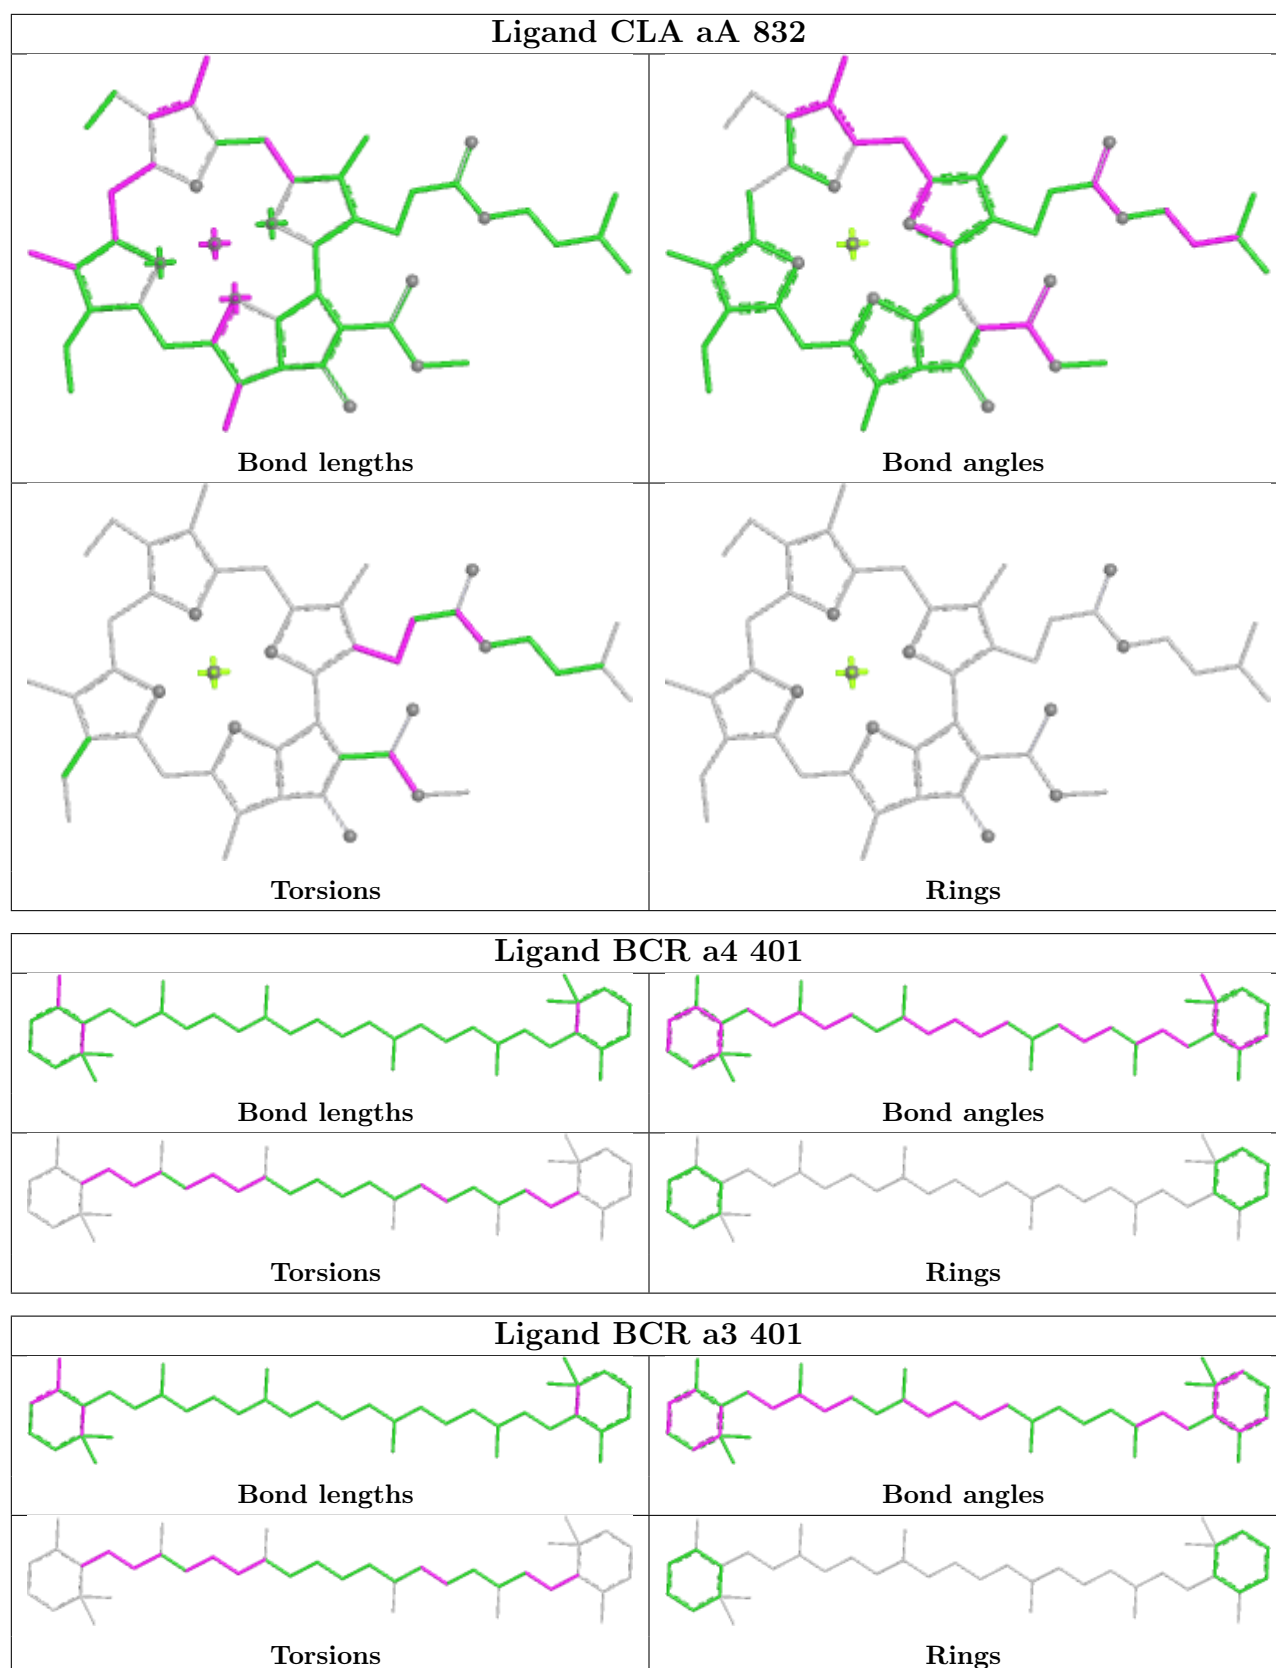 Ligand CLA aA 832
Bond lengths
Bond angles
Torsions
Rings
Ligand BCR a4 401
Bond lengths
Bond angles
Torsions
Rings
Ligand BCR a3 401
Bond lengths
Bond angles
Torsions
Rings